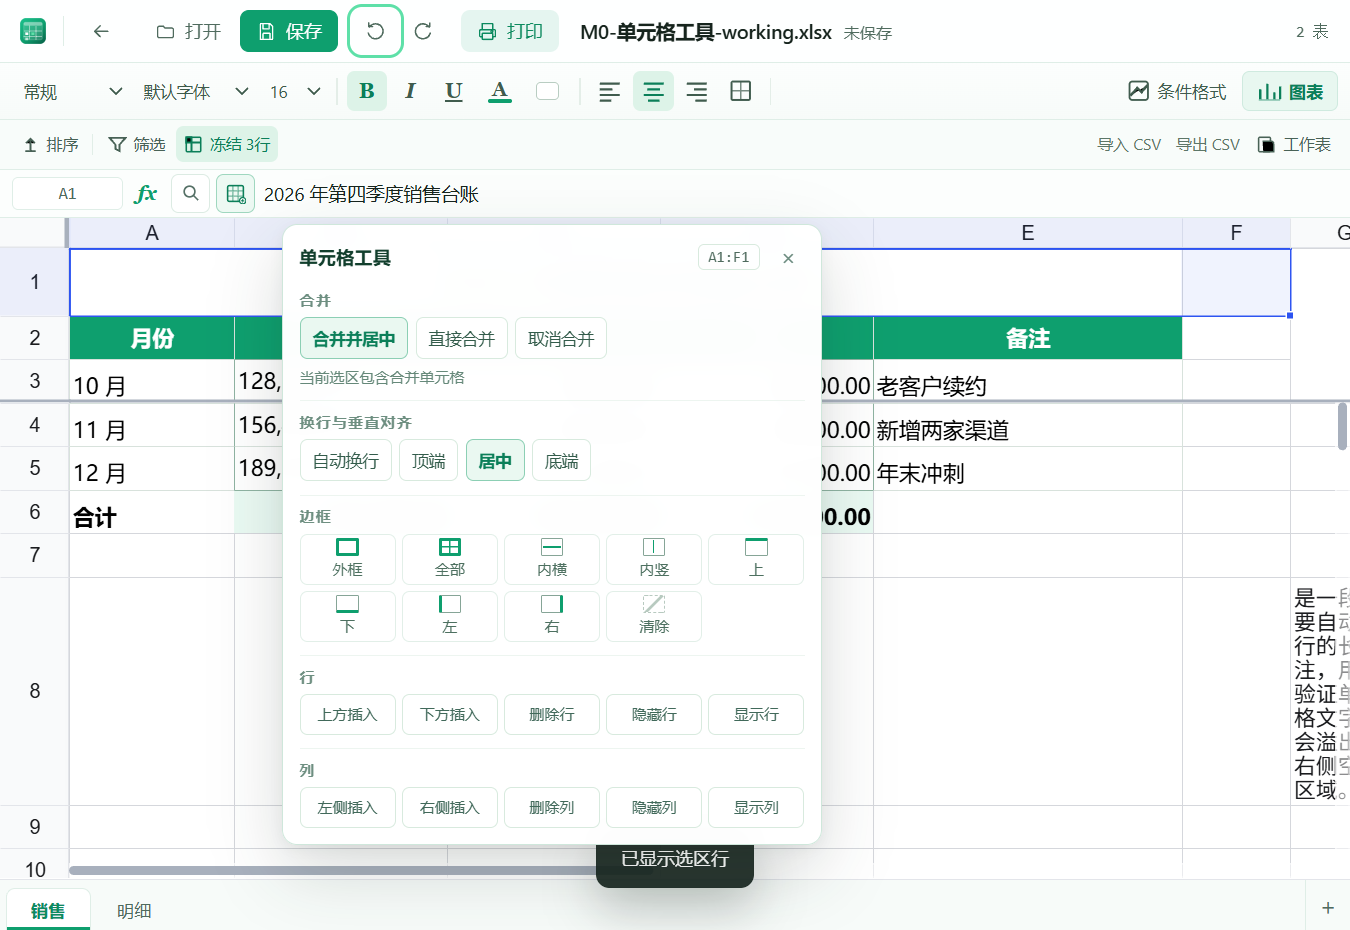 打开
保存
打印
M0-单元格工具-working.xlsx
未保存
2 表
常规
默认字体
16
B
I
U
A
条件格式
图表
排序
筛选
冻结 3行
导入 CSV
导出 CSV
工作表
A1
fx
2026 年第四季度销售台账
A
E
F
G
1
2
月份
备注
3
10 月
128,
00.00
老客户续约
4
11 月
156,
00.00
新增两家渠道
5
12 月
189,
00.00
年末冲刺
6
合计
00.00
7
8
是一段
要自动
行的长
注，用
验证单
格文字
会溢出
右侧空
区域。
9
10
单元格工具
A1:F1
×
合并
合并并居中
直接合并
取消合并
当前选区包含合并单元格
换行与垂直对齐
自动换行
顶端
居中
底端
边框
外框
全部
内横
内竖
上
下
左
右
清除
行
上方插入
下方插入
删除行
隐藏行
显示行
列
左侧插入
右侧插入
删除列
隐藏列
显示列
已显示选区行
销售
明细
+